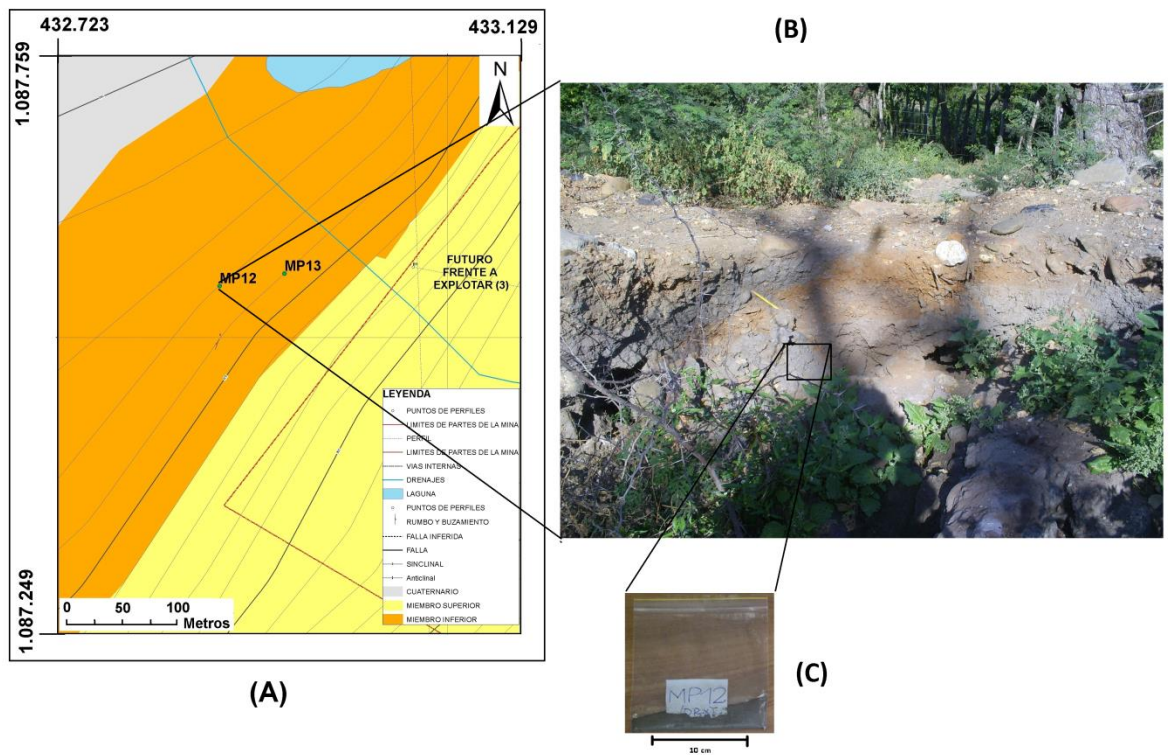 432.723
433.129
(B)
1.087.759
N
MP12
MP13
FUTURO
FRENTE A
EXPLOTAR (3)
LEYENDA
PUNTOS DE PERFILES
LIMITES DE PARTES DE LA MINA
PERFIL
LIMITES DE PARTES DE LA MINA
VIAS INTERNAS
DRENAJES
LAGUNA
PUNTOS DE PERFILES
RUMBO Y BUZAMIENTO
FALLA INFERIDA
FALLA
SINCLINAL
Anticlinal
CUATERNARIO
MIEMBRO SUPERIOR
MIEMBRO INFERIOR
1.087.249
0 50 100
Metros
(A)
MP12
(C)
10 cm